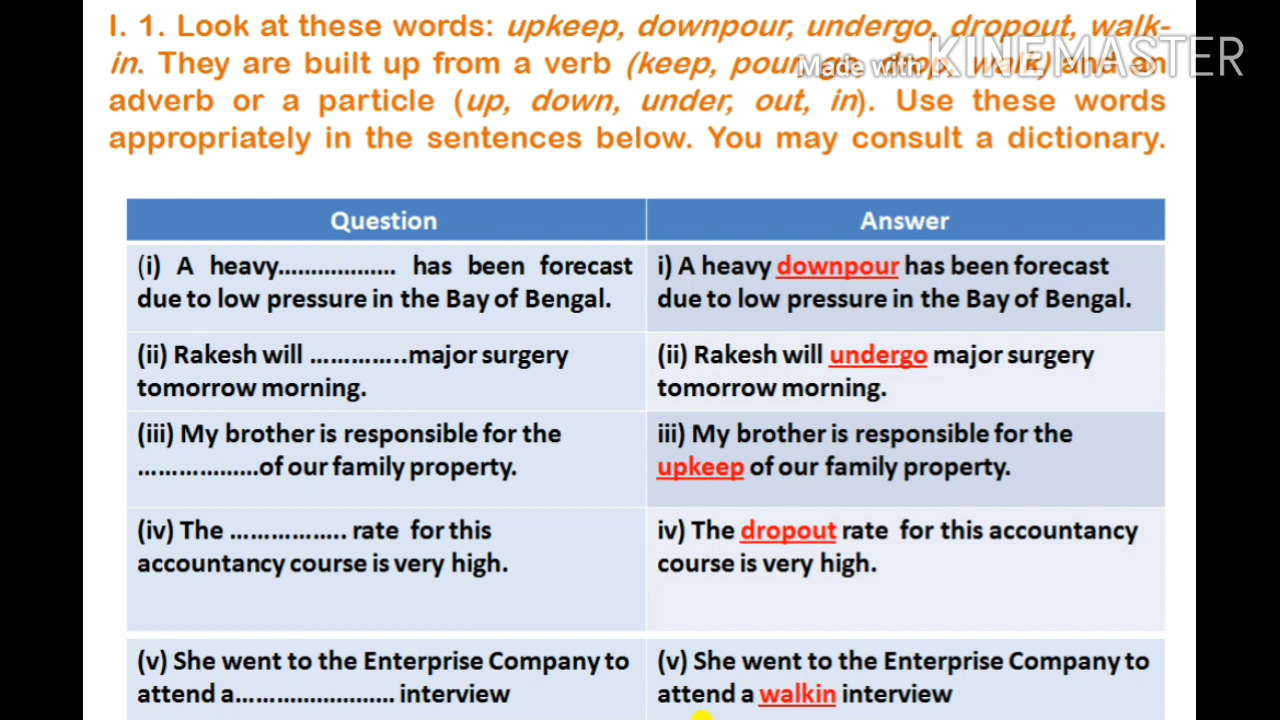 I. 1. Look at these words: upkeep, downpour, undergo, dropout, walk-
in. They are built up from a verb (keep, pour, go, drop, walk) and an
Made with KINEMASTER
adverb or a particle (up, down, under, out, in). Use these words
appropriately in the sentences below. You may consult a dictionary.
Question
Answer
(i) A heavy.................. has been forecast
due to low pressure in the Bay of Bengal.
i) A heavy downpour has been forecast
due to low pressure in the Bay of Bengal.
(ii) Rakesh will …………..major surgery
tomorrow morning.
(ii) Rakesh will undergo major surgery
tomorrow morning.
(iii) My brother is responsible for the
……………...of our family property.
iii) My brother is responsible for the
upkeep of our family property.
(iv) The …………….. rate for this
accountancy course is very high.
iv) The dropout rate for this accountancy
course is very high.
(v) She went to the Enterprise Company to
attend a…………………… interview
(v) She went to the Enterprise Company to
attend a walkin interview